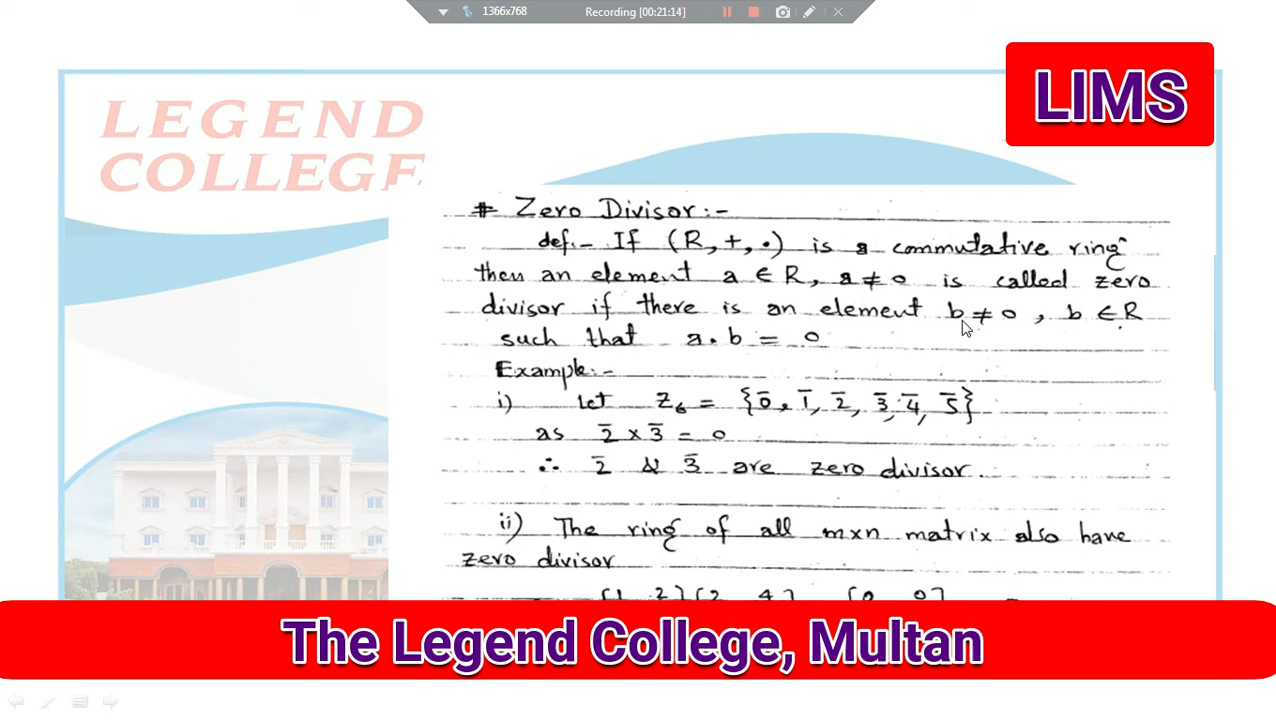 1366x768
Recording [00:21:14]
LIMS
LEGEND
COLLEGE
# Zero Divisor:-
def:- If (R, +, •) is a commutative ring
then an element a ∈ R, a ≠ 0 is called zero
divisor if there is an element b ≠ 0, b ∈ R
such that a • b = 0
Example:-
i) Let Z₆ = {0̄, 1̄, 2̄, 3̄, 4̄, 5̄}
as 2̄ × 3̄ = 0
∴ 2̄ & 3̄ are zero divisor.
ii) The ring of all mxn matrix also have
zero divisor
The Legend College, Multan